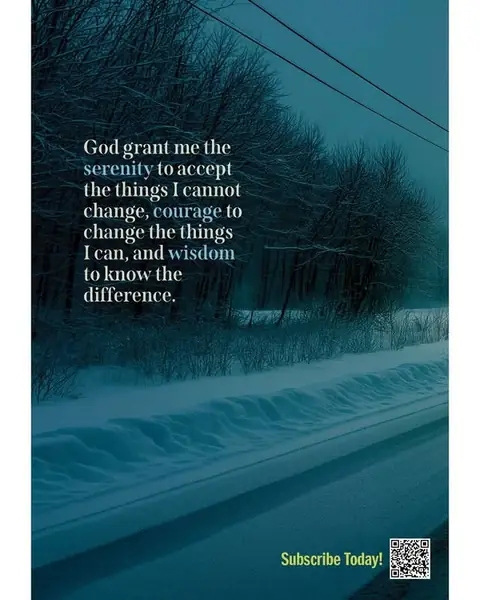 God grant me the
serenity to accept
the things I cannot
change, courage to
change the things
I can, and wisdom
to know the
difference.
Subscribe Today!